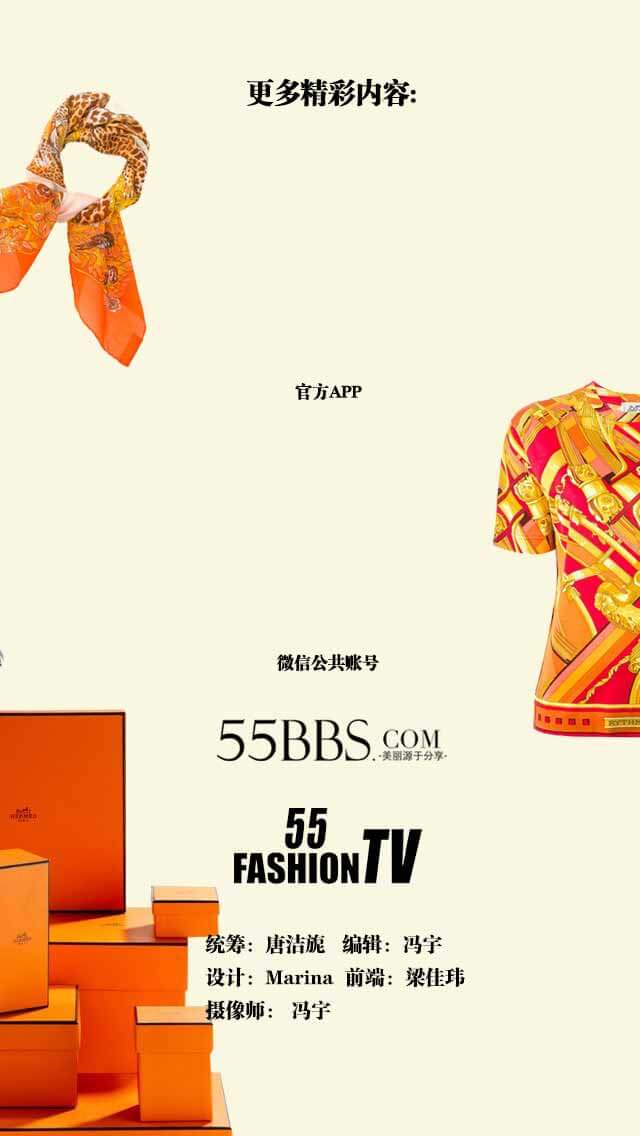 更多精彩内容:
官方APP
微信公共账号
55BBS.COM
·美丽源于分享·
HERMES
55
FASHION TV
统筹：唐洁旎 编辑：冯宇
设计：Marina 前端：梁佳玮
摄像师： 冯宇